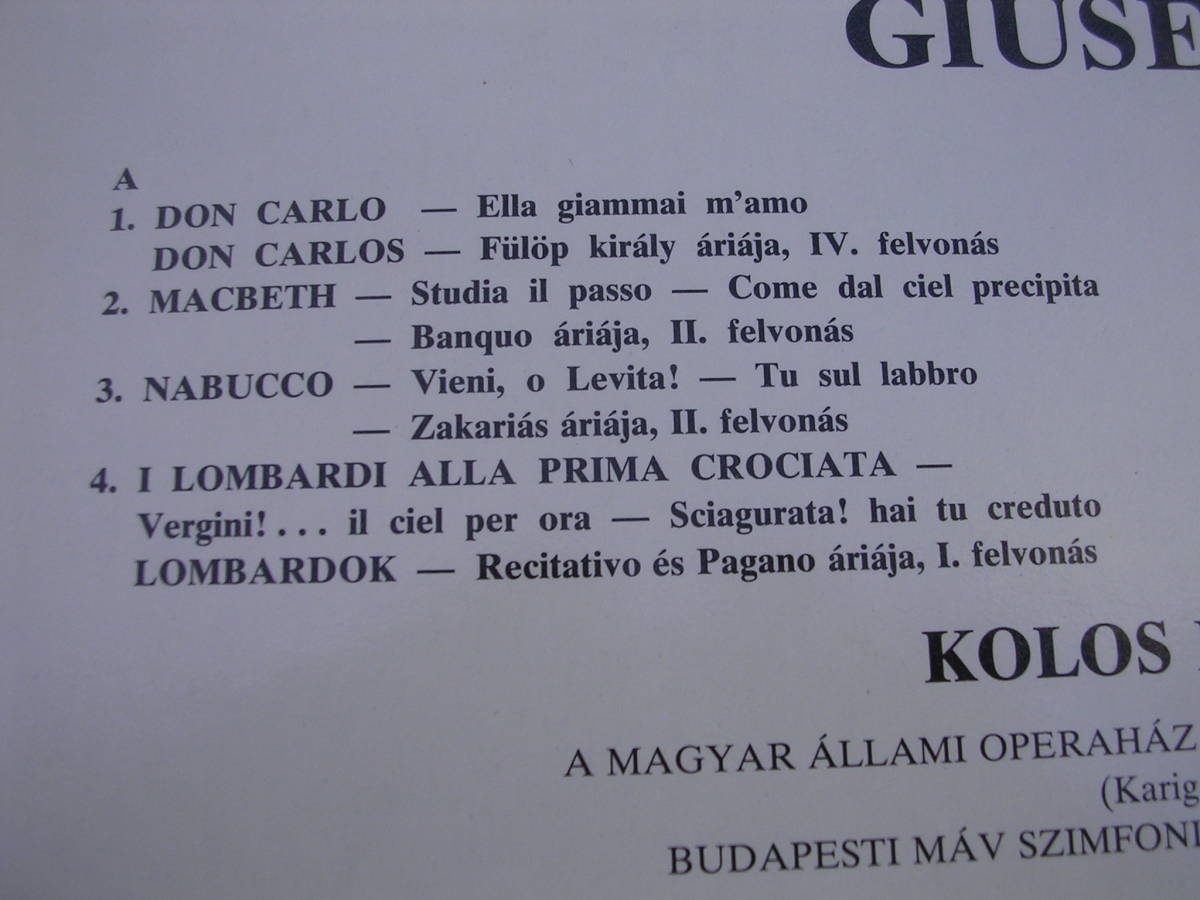 GIUSE
A
1. DON CARLO — Ella giammai m'amo
DON CARLOS — Fülöp király áriája, IV. felvonás
2. MACBETH — Studia il passo — Come dal ciel precipita
— Banquo áriája, II. felvonás
3. NABUCCO — Vieni, o Levita! — Tu sul labbro
— Zakariás áriája, II. felvonás
4. I LOMBARDI ALLA PRIMA CROCIATA —
Vergini!... il ciel per ora — Sciagurata! hai tu creduto
LOMBARDOK — Recitativo és Pagano áriája, I. felvonás
KOLOS
A MAGYAR ÁLLAMI OPERAHÁZ
(Karig
BUDAPESTI MÁV SZIMFONI